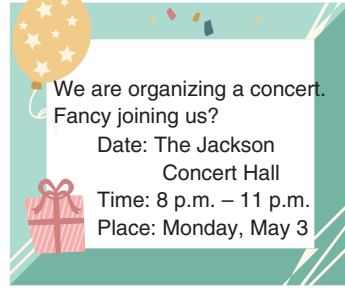 We are organizing a concert.
Fancy joining us?
Date: The Jackson
Concert Hall
Time: 8 p.m. – 11 p.m.
Place: Monday, May 3